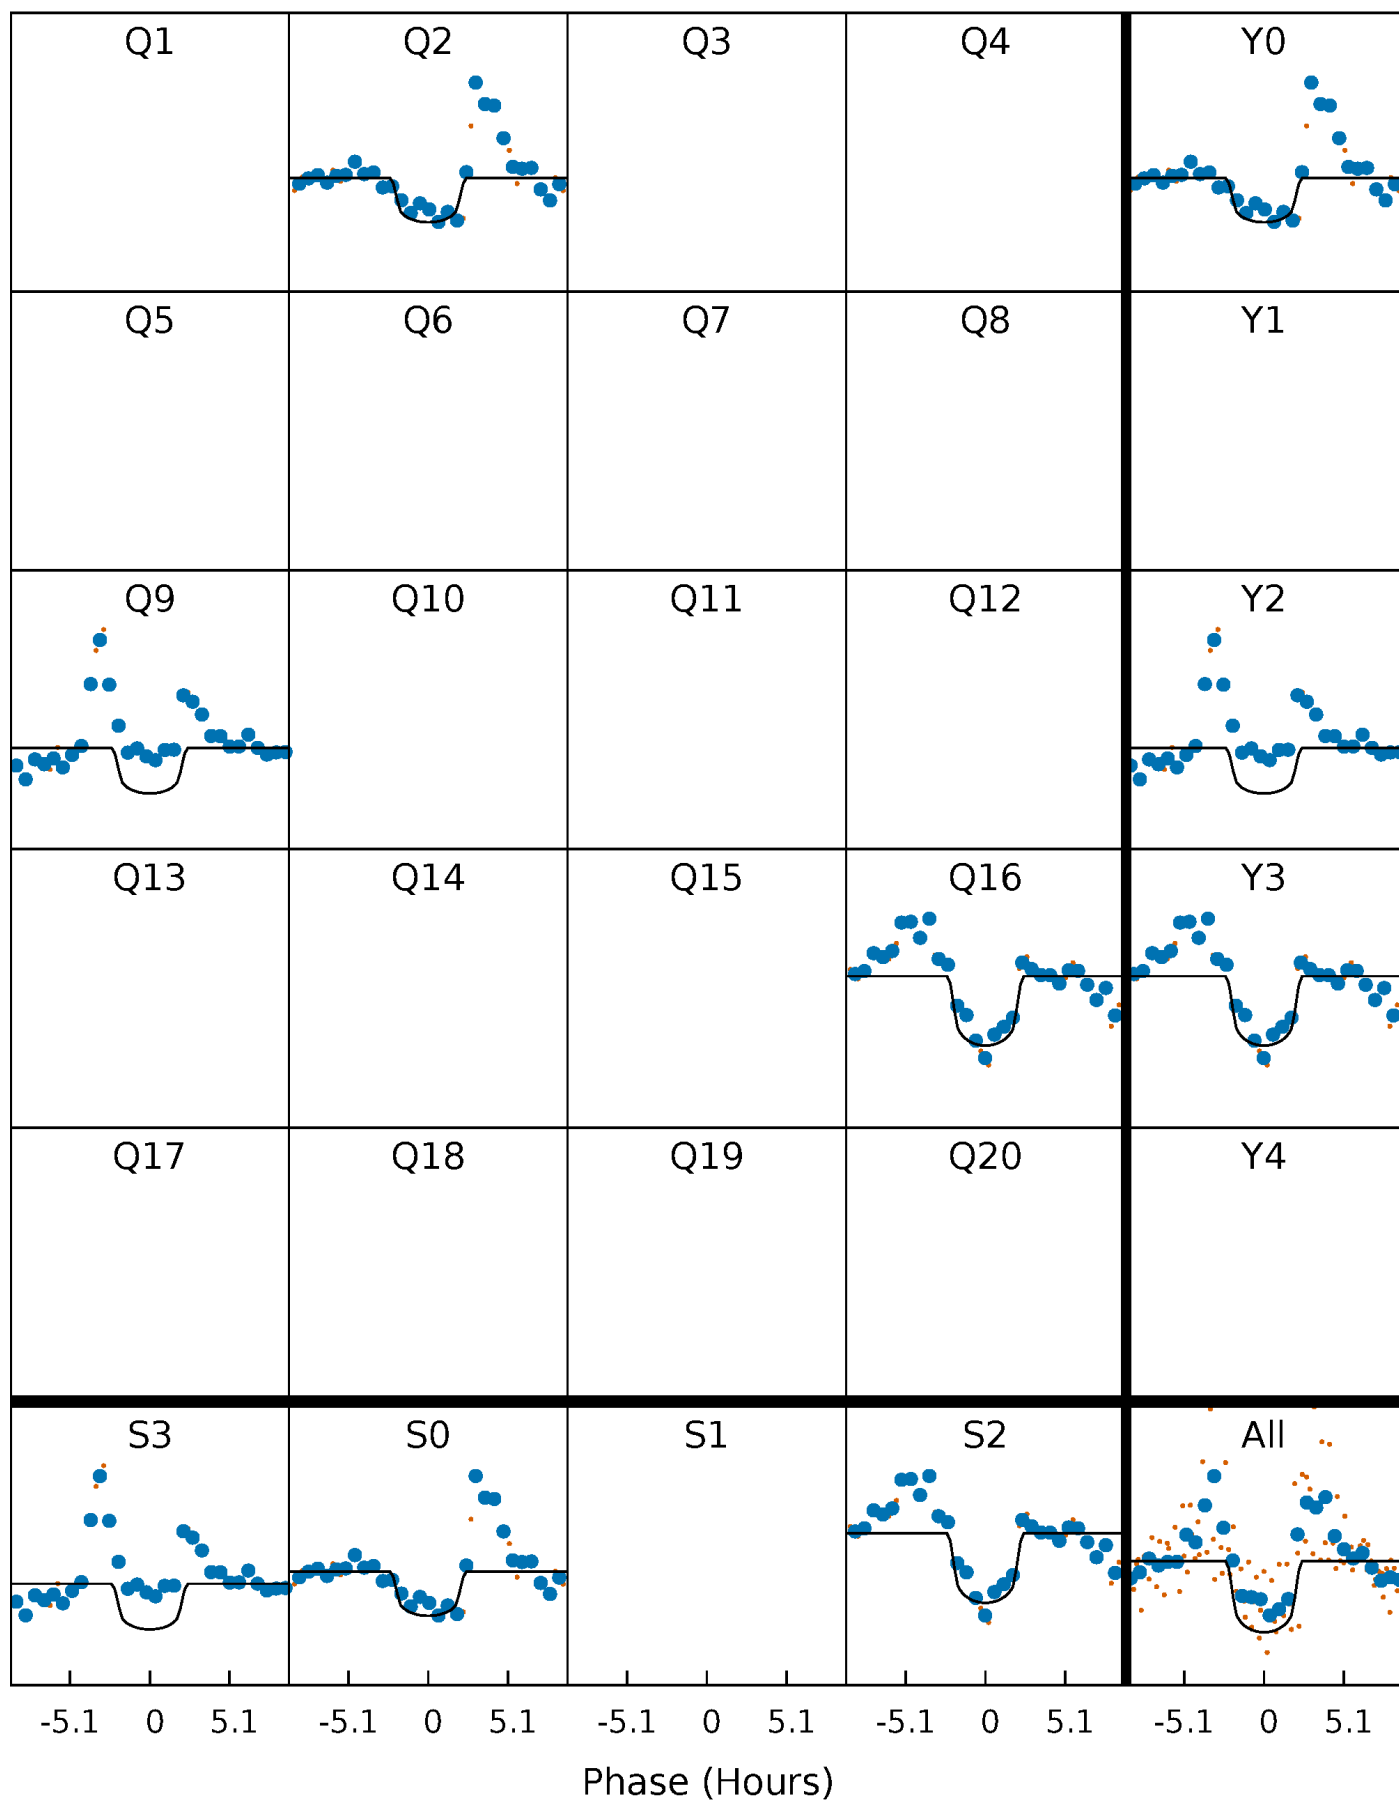 Q1 Q2 Q3 Q4 Y0
Q5 Q6 Q7 Q8 Y1
Q9 Q10 Q11 Q12 Y2
Q13 Q14 Q15 Q16 Y3
Q17 Q18 Q19 Q20 Y4
S3 S0 S1 S2 All
-5.1 0 5.1 -5.1 0 5.1 -5.1 0 5.1 -5.1 0 5.1 -5.1 0 5.1
Phase (Hours)